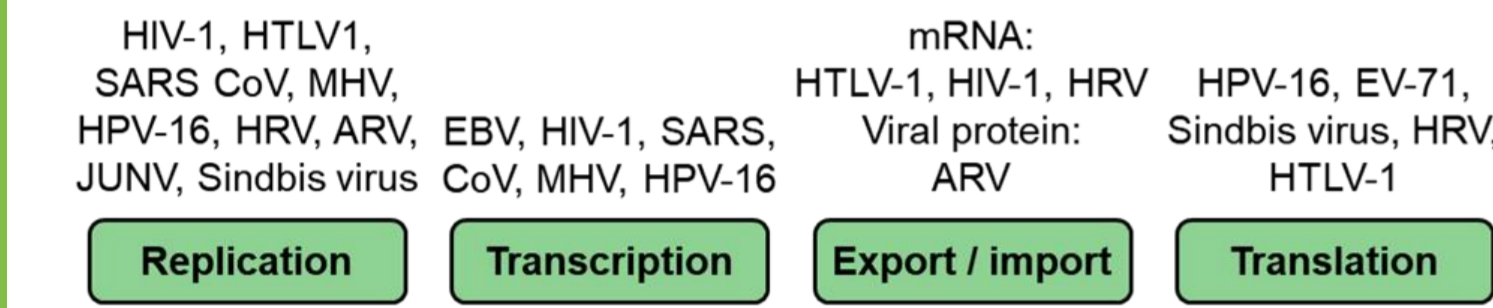 HIV-1, HTLV1,
SARS CoV, MHV,
HPV-16, HRV, ARV,
JUNV, Sindbis virus
Replication
EBV, HIV-1, SARS,
CoV, MHV, HPV-16
Transcription
mRNA:
HTLV-1, HIV-1, HRV
Viral protein:
ARV
Export / import
HPV-16, EV-71,
Sindbis virus, HRV,
HTLV-1
Translation